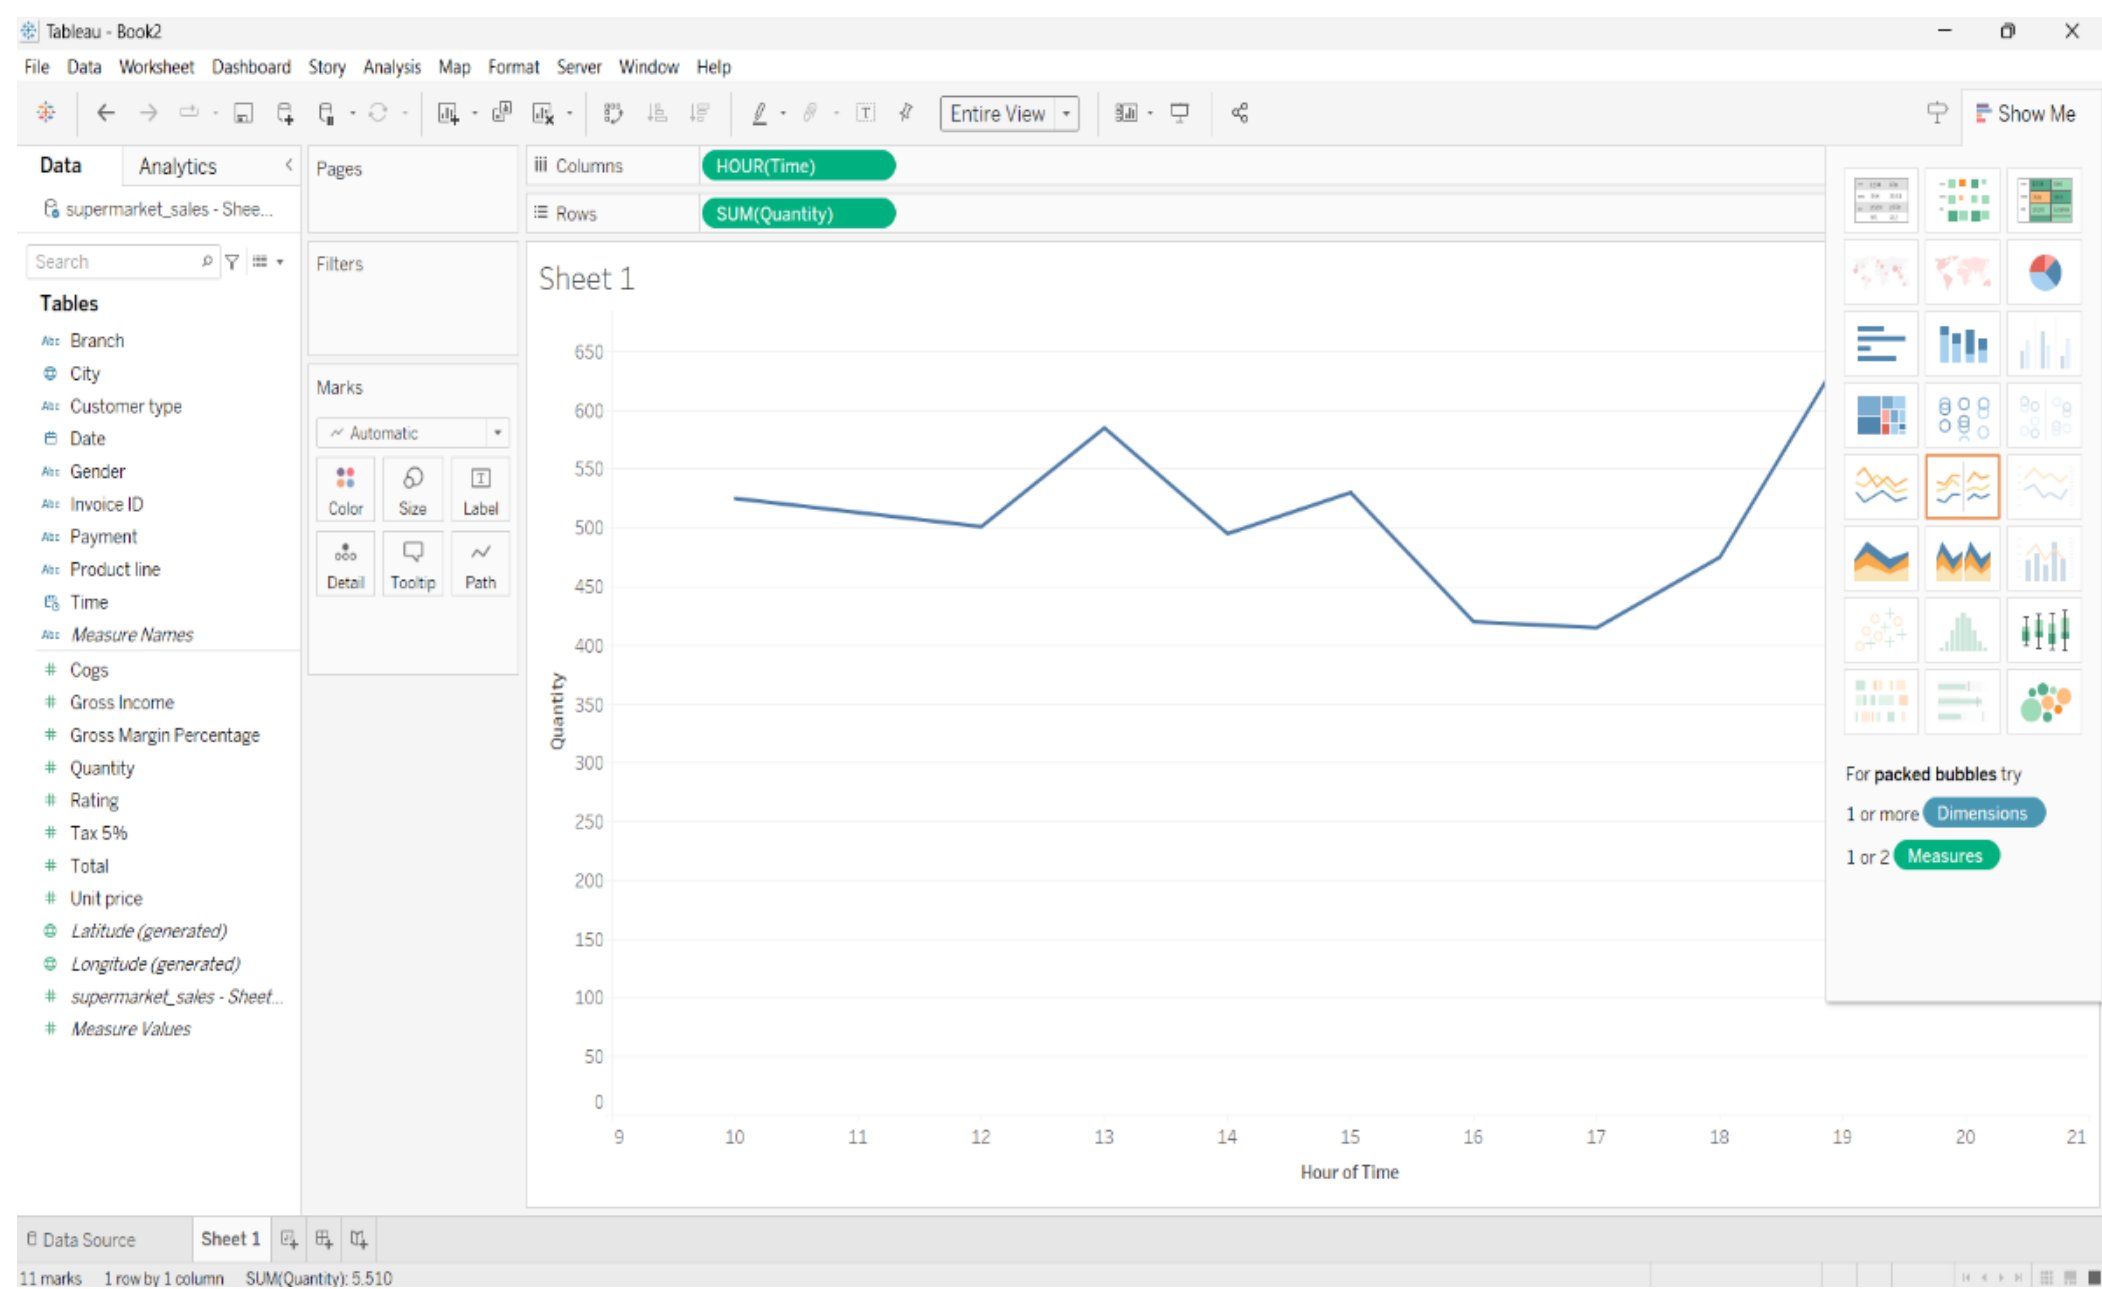 Tableau - Book2
File Data Worksheet Dashboard Story Analysis Map Format Server Window Help
Entire View
Show Me
Data Analytics
supermarket_sales - Shee...
Search
Tables
Abc Branch
City
Abc Customer type
Date
Abc Gender
Abc Invoice ID
Abc Payment
Abc Product line
Time
Abc Measure Names
# Cogs
# Gross Income
# Gross Margin Percentage
# Quantity
# Rating
# Tax 5%
# Total
# Unit price
Latitude (generated)
Longitude (generated)
# supermarket_sales - Sheet...
# Measure Values
Pages
Filters
Marks
Automatic
Color Size Label
Detail Tooltip Path
Columns HOUR(Time)
Rows SUM(Quantity)
Sheet 1
650
600
550
500
450
400
350
300
250
200
150
100
50
0
Quantity
9 10 11 12 13 14 15 16 17 18 19 20 21
Hour of Time
For packed bubbles try
1 or more Dimensions
1 or 2 Measures
Data Source Sheet 1
11 marks 1 row by 1 column SUM(Quantity): 5.510